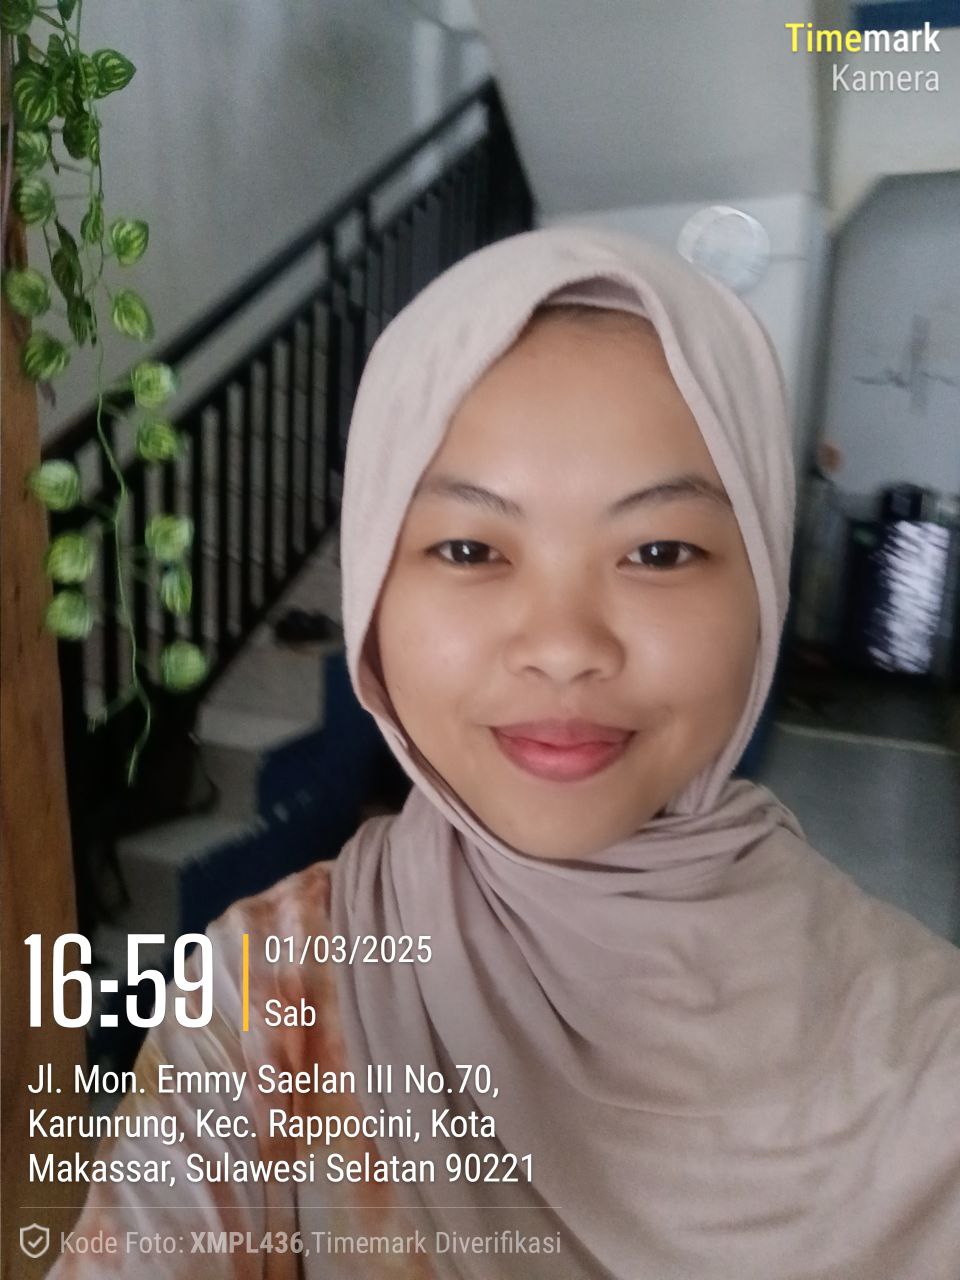 Timemark
Kamera
16:59
01/03/2025
Sab
Jl. Mon. Emmy Saelan III No.70,
Karunrung, Kec. Rappocini, Kota
Makassar, Sulawesi Selatan 90221
Kode Foto: XMPL436,Timemark Diverifikasi